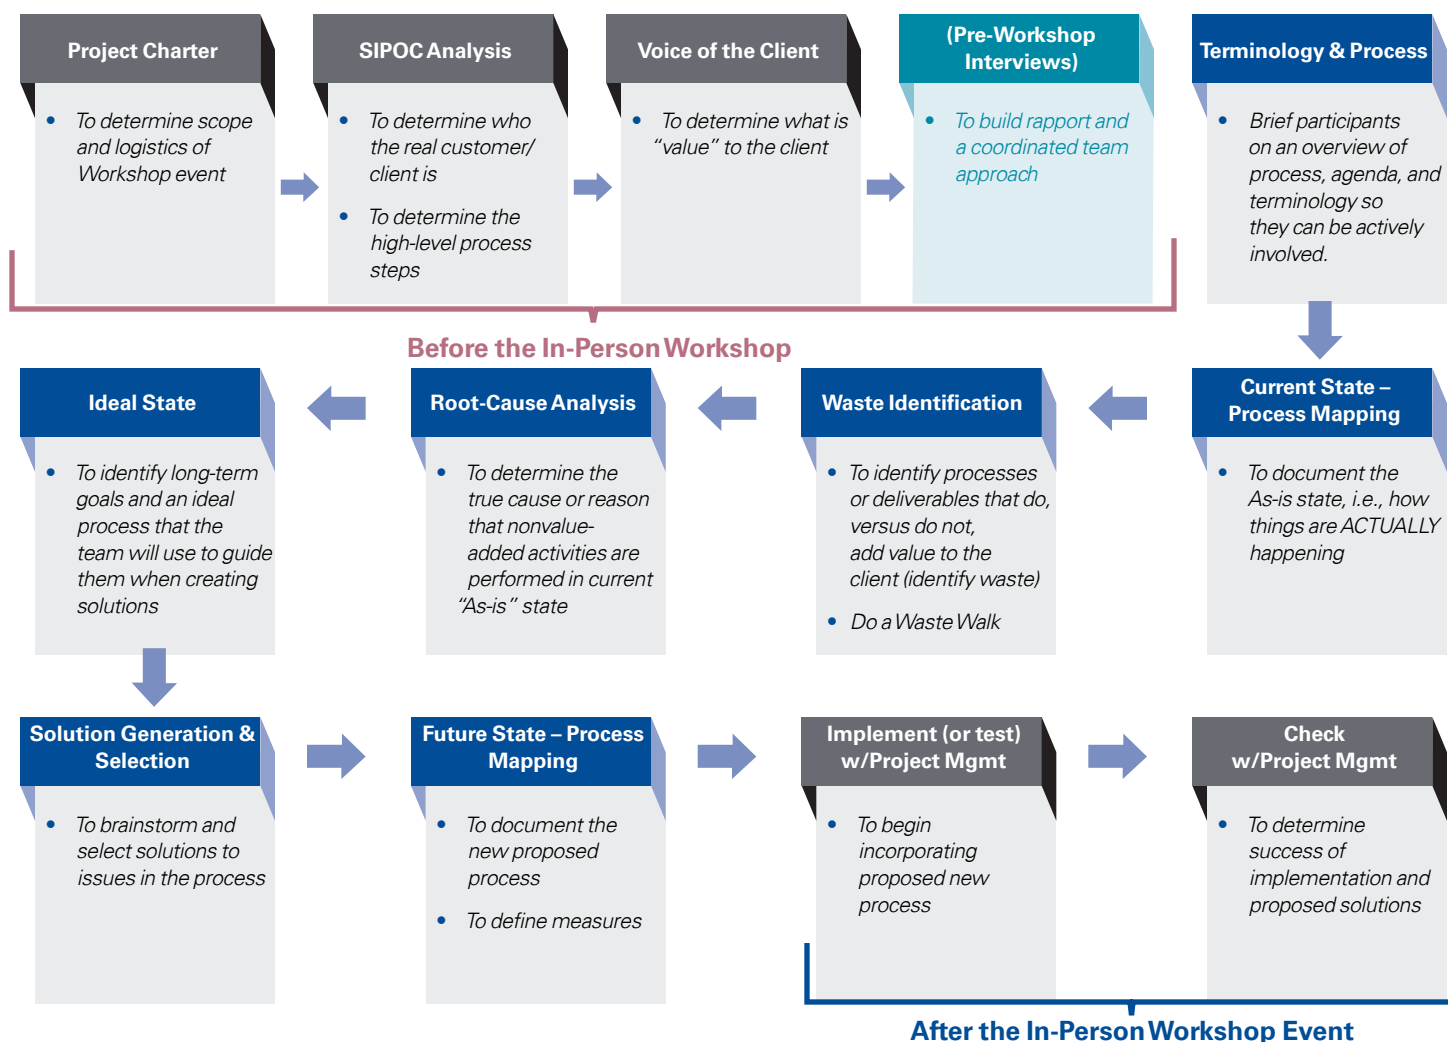 Project Charter
• To determine scope
and logistics of
Workshop event
SIPOC Analysis
• To determine who
the real customer/
client is
• To determine the
high-level process
steps
Voice of the Client
• To determine what is
“value” to the client
(Pre-Workshop
Interviews)
• To build rapport and
a coordinated team
approach
Terminology & Process
• Brief participants
on an overview of
process, agenda, and
terminology so
they can be actively
involved.
Before the In-Person Workshop
Current State –
Process Mapping
• To document the
As-is state, i.e., how
things are ACTUALLY
happening
Waste Identification
• To identify processes
or deliverables that do,
versus do not,
add value to the
client (identify waste)
• Do a Waste Walk
Root-Cause Analysis
• To determine the
true cause or reason
that nonvalue-
added activities are
performed in current
“As-is” state
Ideal State
• To identify long-term
goals and an ideal
process that the
team will use to guide
them when creating
solutions
Solution Generation &
Selection
• To brainstorm and
select solutions to
issues in the process
Future State – Process
Mapping
• To document the
new proposed
process
• To define measures
Implement (or test)
w/Project Mgmt
• To begin
incorporating
proposed new
process
Check
w/Project Mgmt
• To determine
success of
implementation and
proposed solutions
After the In-Person Workshop Event